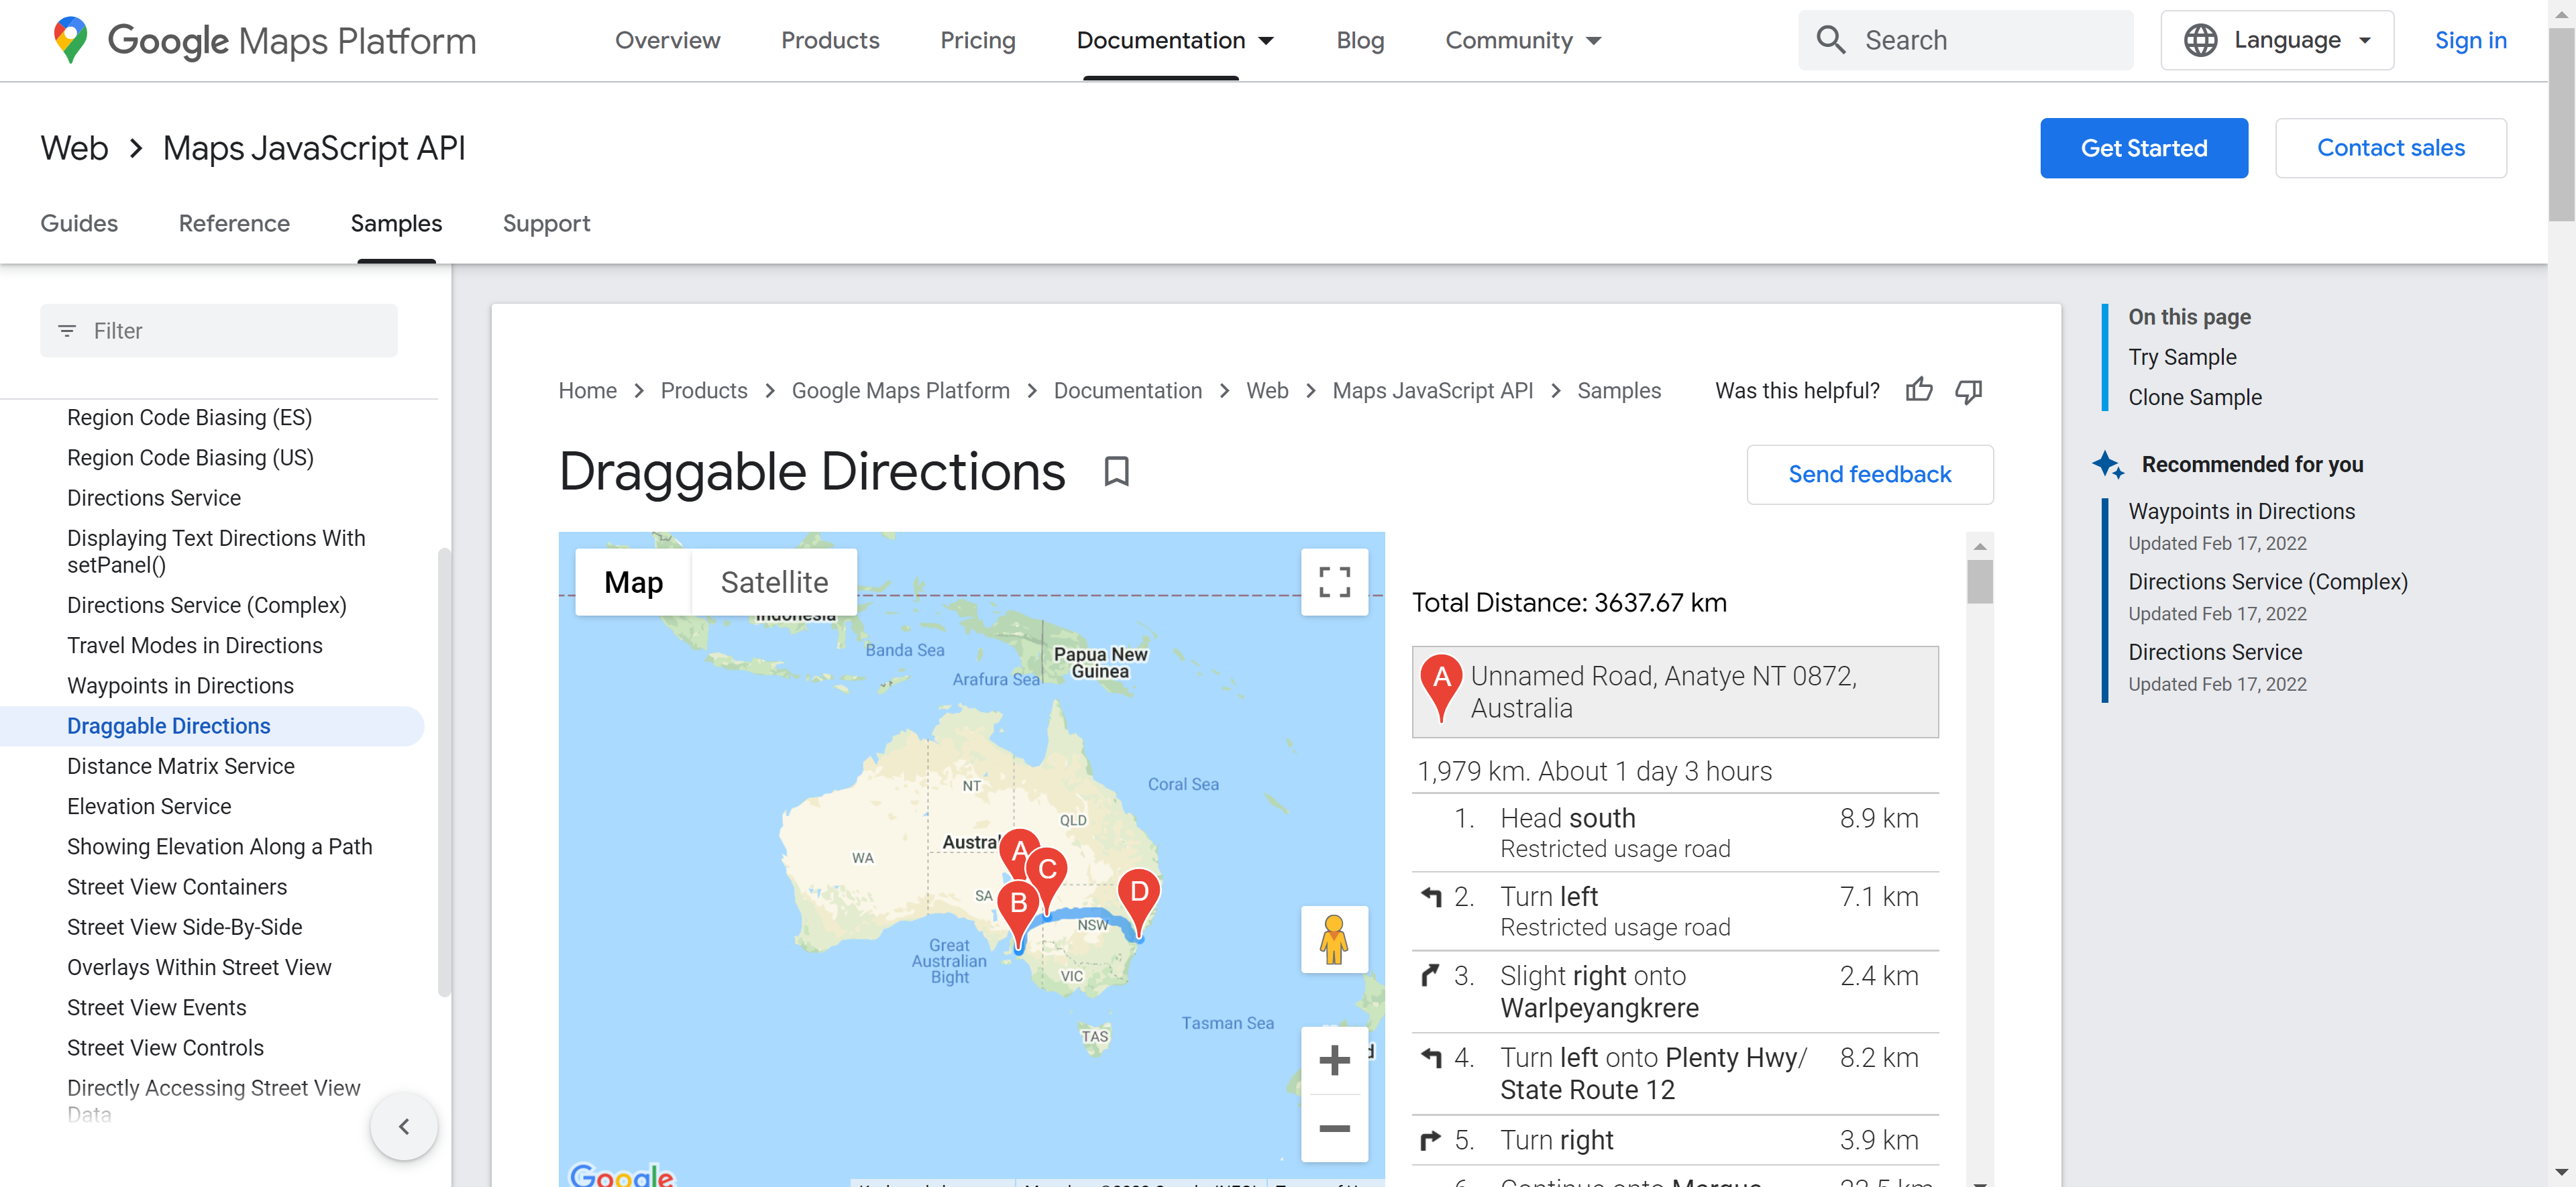 Google Maps Platform
Overview
Products
Pricing
Documentation
Blog
Community
Search
Language
Sign in
Web > Maps JavaScript API
Get Started
Contact sales
Guides
Reference
Samples
Support
Filter
Region Code Biasing (ES)
Region Code Biasing (US)
Directions Service
Displaying Text Directions With
setPanel()
Directions Service (Complex)
Travel Modes in Directions
Waypoints in Directions
Draggable Directions
Distance Matrix Service
Elevation Service
Showing Elevation Along a Path
Street View Containers
Street View Side-By-Side
Overlays Within Street View
Street View Events
Street View Controls
Directly Accessing Street View
Data
Home > Products > Google Maps Platform > Documentation > Web > Maps JavaScript API > Samples
Was this helpful?
Draggable Directions
Send feedback
Map
Satellite
Indonesia
Banda Sea
Papua New
Guinea
Arafura Sea
Coral Sea
NT
QLD
Austral
WA
A
C
SA
B
D
NSW
Great
Australian
Bight
VIC
Tasman Sea
TAS
Google
Total Distance: 3637.67 km
A
Unnamed Road, Anatye NT 0872,
Australia
1,979 km. About 1 day 3 hours
1. Head south 8.9 km
Restricted usage road
2. Turn left 7.1 km
Restricted usage road
3. Slight right onto 2.4 km
Warlpeyangkrere
4. Turn left onto Plenty Hwy/ 8.2 km
State Route 12
5. Turn right 3.9 km
On this page
Try Sample
Clone Sample
Recommended for you
Waypoints in Directions
Updated Feb 17, 2022
Directions Service (Complex)
Updated Feb 17, 2022
Directions Service
Updated Feb 17, 2022